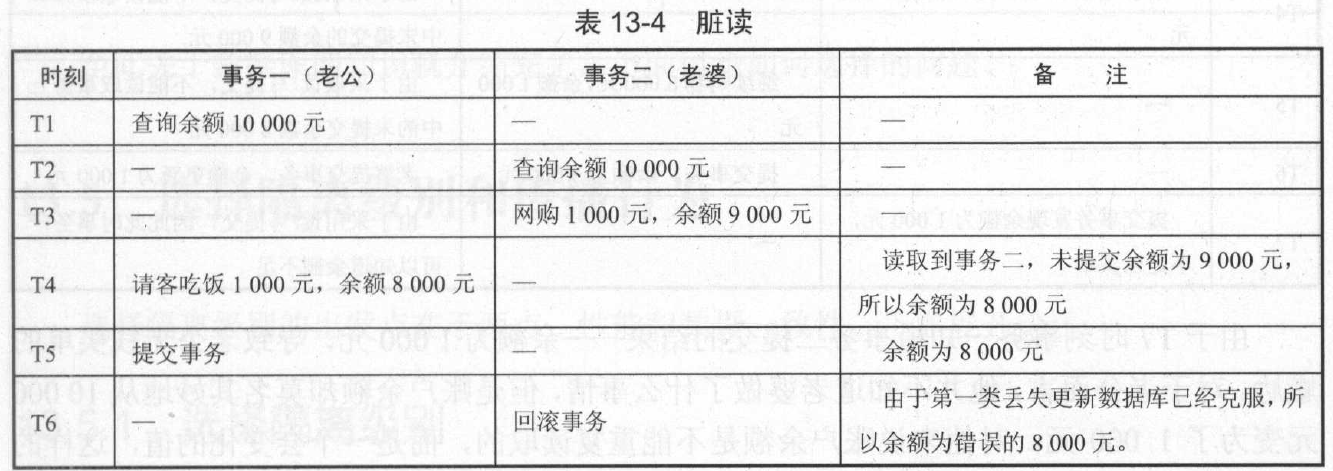 表 13-4 脏读
时刻 事务一（老公） 事务二（老婆） 备 注
T1 查询余额 10 000 元 — —
T2 — 查询余额 10 000 元 —
T3 — 网购 1 000 元，余额 9 000 元 —
T4 请客吃饭 1 000 元，余额 8 000 元 — 读取到事务二，未提交余额为 9 000 元，
所以余额为 8 000 元
T5 提交事务 — 余额为 8 000 元
T6 — 回滚事务 由于第一类丢失更新数据库已经克服，所
以余额为错误的 8 000 元。